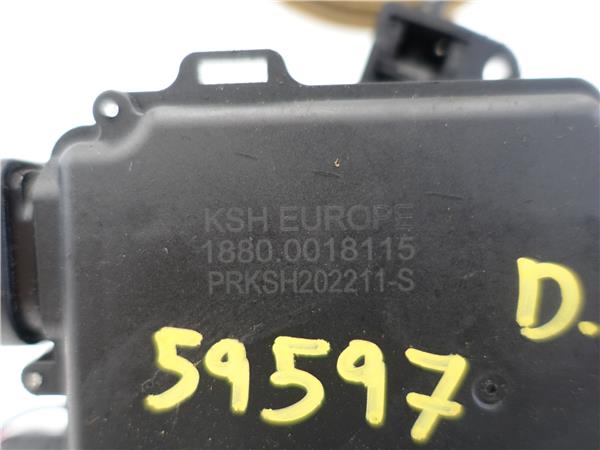 KSH EUROPE
1880.0018115
PRKSH202211-S
D.
59597